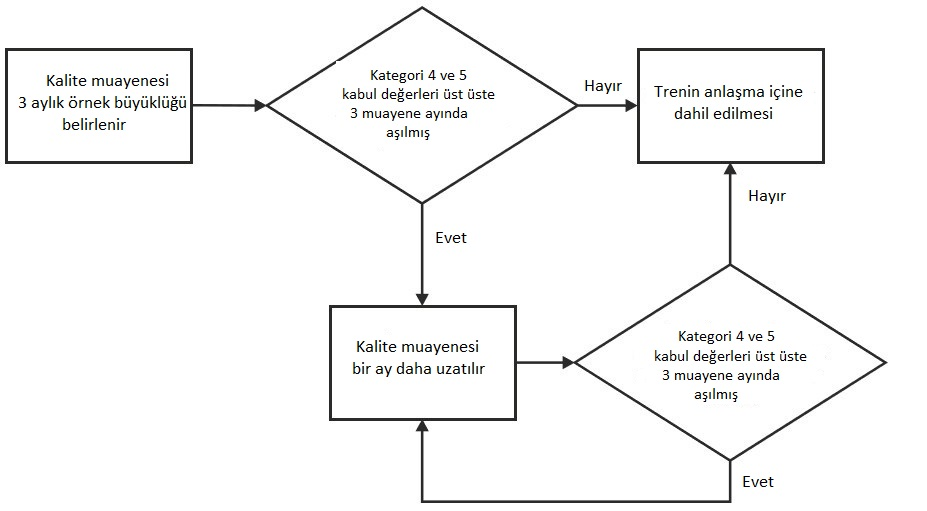 Kalite muayenesi
3 aylık örnek büyüklüğü
belirlenir
Kategori 4 ve 5
kabul değerleri üst üste
3 muayene ayında
aşılmış
Hayır
Trenin anlaşma içine
dahil edilmesi
Evet
Hayır
Kalite muayenesi
bir ay daha uzatılır
Kategori 4 ve 5
kabul değerleri üst üste
3 muayene ayında
aşılmış
Evet